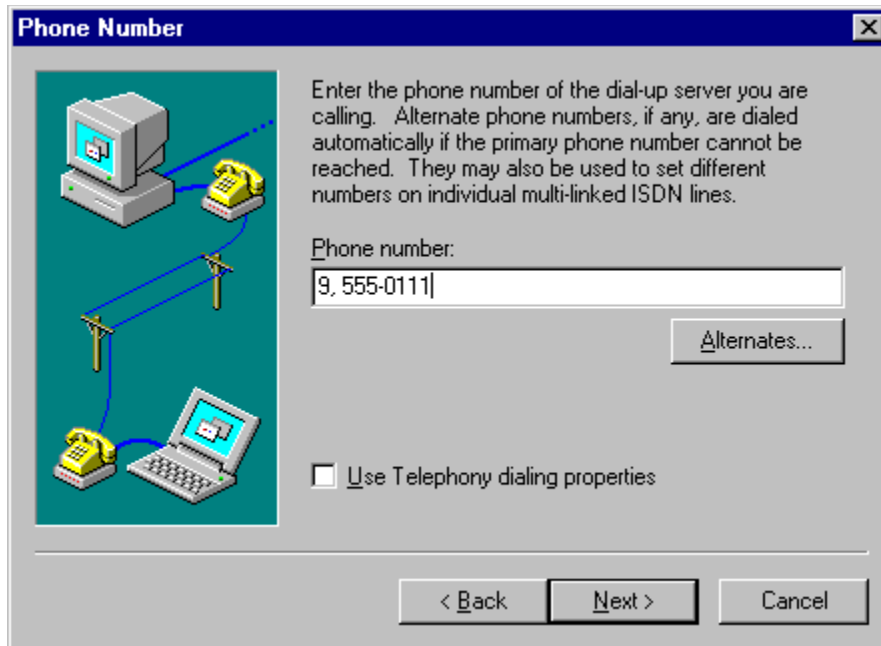 Phone Number
Enter the phone number of the dial-up server you are
calling. Alternate phone numbers, if any, are dialed
automatically if the primary phone number cannot be
reached. They may also be used to set different
numbers on individual multi-linked ISDN lines.
Phone number:
9, 555-0111
Alternates...
Use Telephony dialing properties
< Back
Next >
Cancel